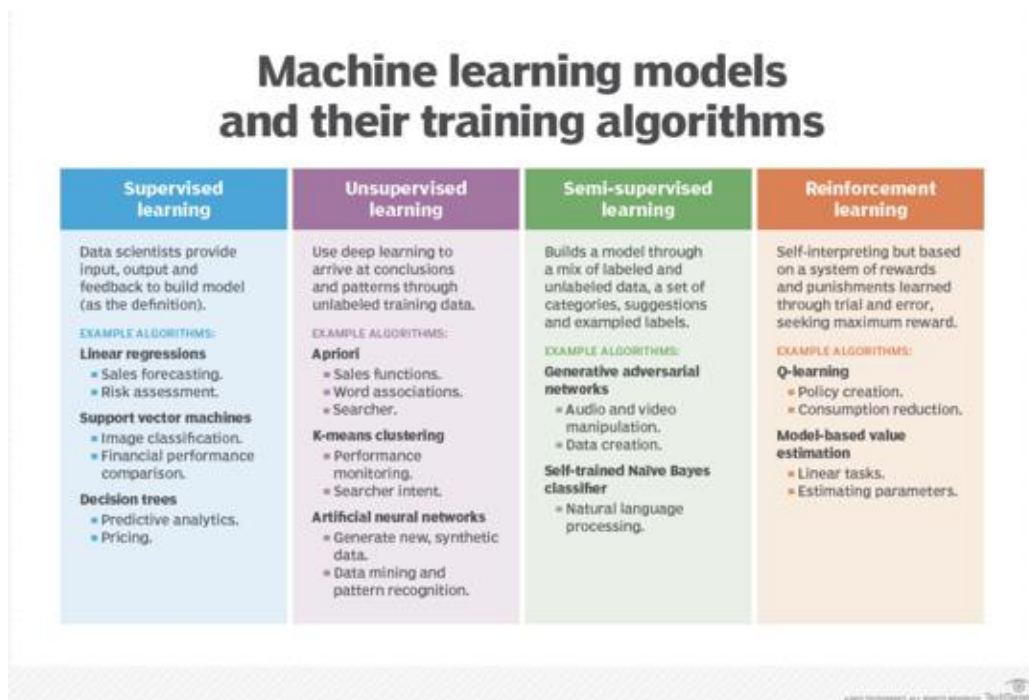 Machine learning models
and their training algorithms
Supervised
learning
Data scientists provide
input, output and
feedback to build model
(as the definition).
EXAMPLE ALGORITHMS:
Linear regressions
▪ Sales forecasting.
▪ Risk assessment.
Support vector machines
▪ Image classification.
▪ Financial performance
comparison.
Decision trees
▪ Predictive analytics.
▪ Pricing.
Unsupervised
learning
Use deep learning to
arrive at conclusions
and patterns through
unlabeled training data.
EXAMPLE ALGORITHMS:
Apriori
▪ Sales functions.
▪ Word associations.
▪ Searcher.
K-means clustering
▪ Performance
monitoring.
▪ Searcher intent.
Artificial neural networks
▪ Generate new, synthetic
data.
▪ Data mining and
pattern recognition.
Semi-supervised
learning
Builds a model through
a mix of labeled and
unlabeled data, a set of
categories, suggestions
and exampled labels.
EXAMPLE ALGORITHMS:
Generative adversarial
networks
▪ Audio and video
manipulation.
▪ Data creation.
Self-trained Naïve Bayes
classifier
▪ Natural language
processing.
Reinforcement
learning
Self-interpreting but based
on a system of rewards
and punishments learned
through trial and error,
seeking maximum reward.
EXAMPLE ALGORITHMS:
Q-learning
▪ Policy creation.
▪ Consumption reduction.
Model-based value
estimation
▪ Linear tasks.
▪ Estimating parameters.